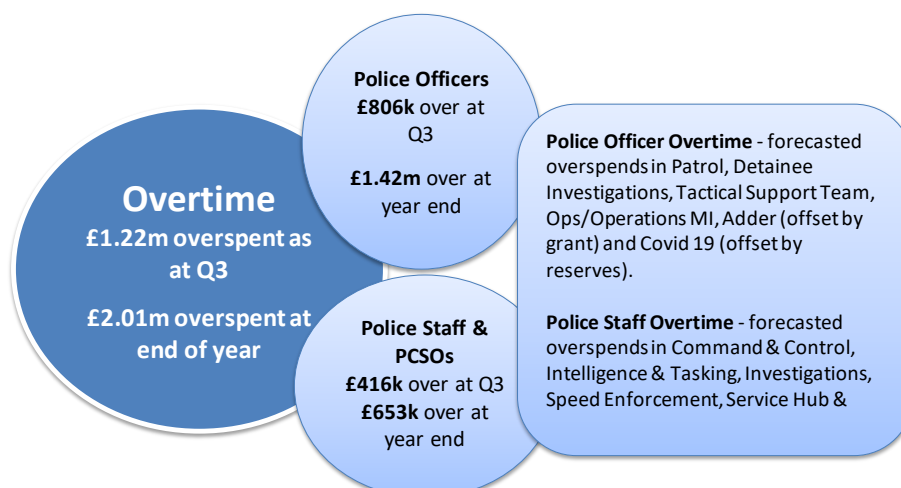 Overtime
£1.22m overspent as
at Q3
£2.01m overspent at
end of year
Police Officers
£806k over at
Q3
£1.42m over at
year end
Police Staff &
PCSOs
£416k over at Q3
£653k over at
year end
Police Officer Overtime - forecasted
overspends in Patrol, Detainee
Investigations, Tactical Support Team,
Ops/Operations MI, Adder (offset by
grant) and Covid 19 (offset by
reserves).
Police Staff Overtime - forecasted
overspends in Command & Control,
Intelligence & Tasking, Investigations,
Speed Enforcement, Service Hub &